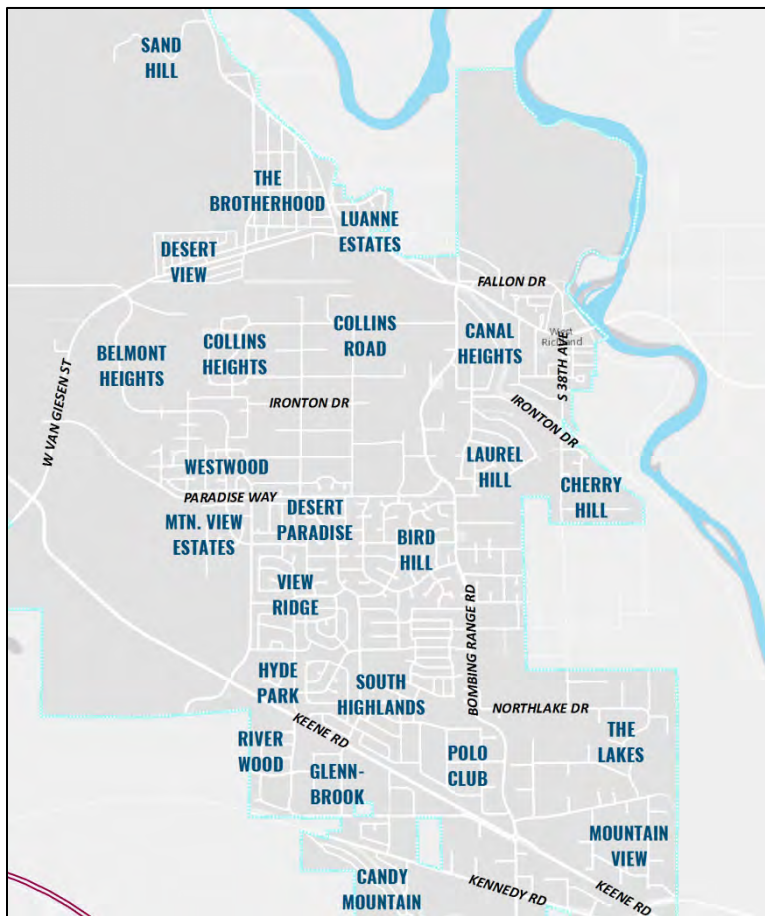 SAND
HILL
THE
BROTHERHOOD
LUANNE
ESTATES
DESERT
VIEW
FALLON DR
COLLINS
ROAD
CANAL
HEIGHTS
West
Richland
S 38TH AVE
BELMONT
HEIGHTS
COLLINS
HEIGHTS
W VAN GIESEN ST
IRONTON DR
IRONTON DR
LAUREL
HILL
WESTWOOD
CHERRY
HILL
PARADISE WAY
MTN. VIEW
ESTATES
DESERT
PARADISE
BIRD
HILL
VIEW
RIDGE
BOMBING RANGE RD
HYDE
PARK
SOUTH
HIGHLANDS
NORTHLAKE DR
KEENE RD
THE
LAKES
RIVER
WOOD
GLENN-
BROOK
POLO
CLUB
MOUNTAIN
VIEW
CANDY
MOUNTAIN
KENNEDY RD
KEENE RD